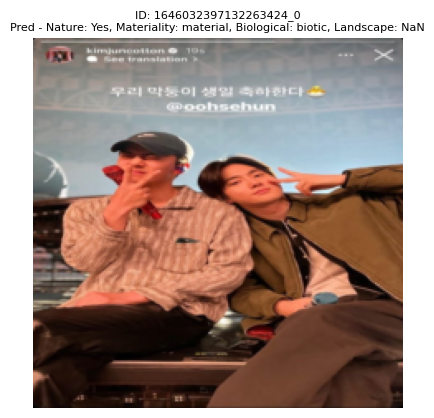 ID: 1646032397132263424_0
Pred - Nature: Yes, Materiality: material, Biological: biotic, Landscape: NaN
kimjuncotton 19s
See translation >
우리 막둥이 생일 축하한다🐣
@oohsehun